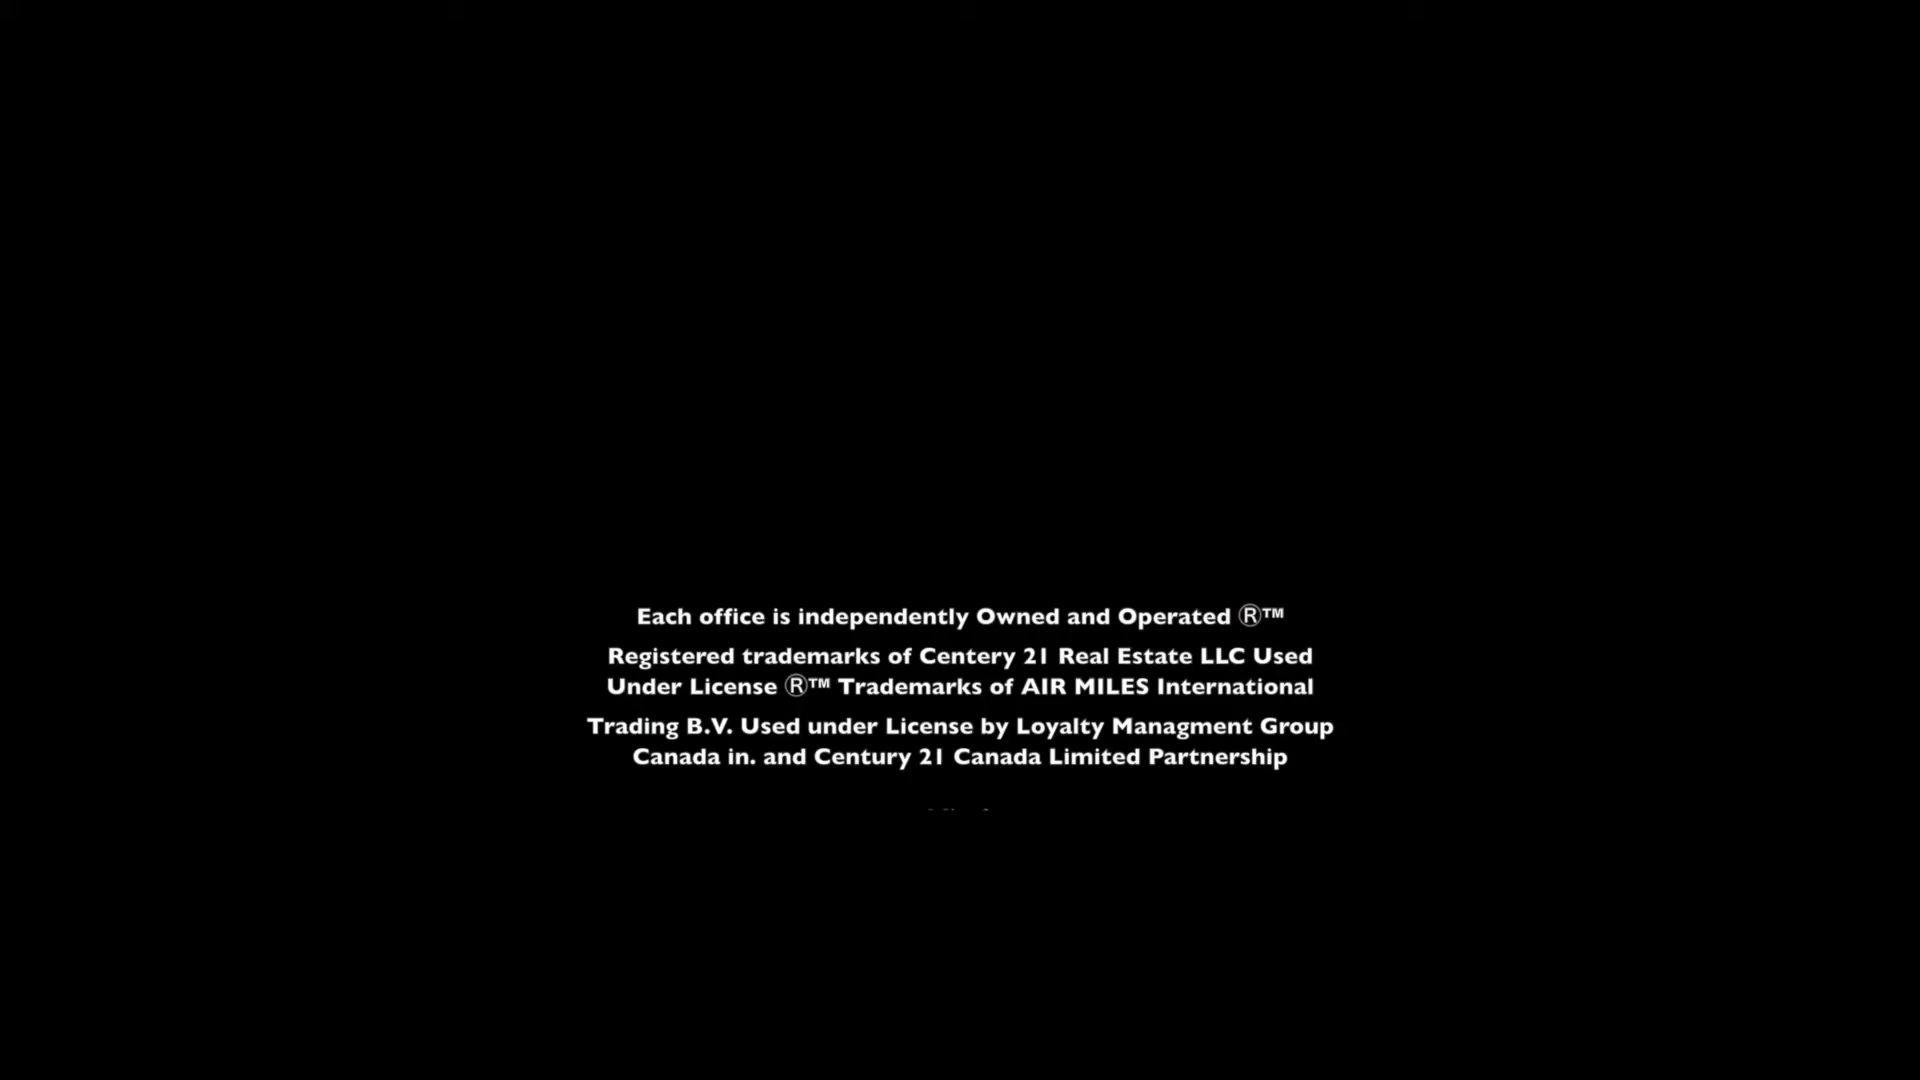 Each office is independently Owned and Operated ®™
Registered trademarks of Centery 21 Real Estate LLC Used
Under License ®™ Trademarks of AIR MILES International
Trading B.V. Used under License by Loyalty Managment Group
Canada in. and Century 21 Canada Limited Partnership